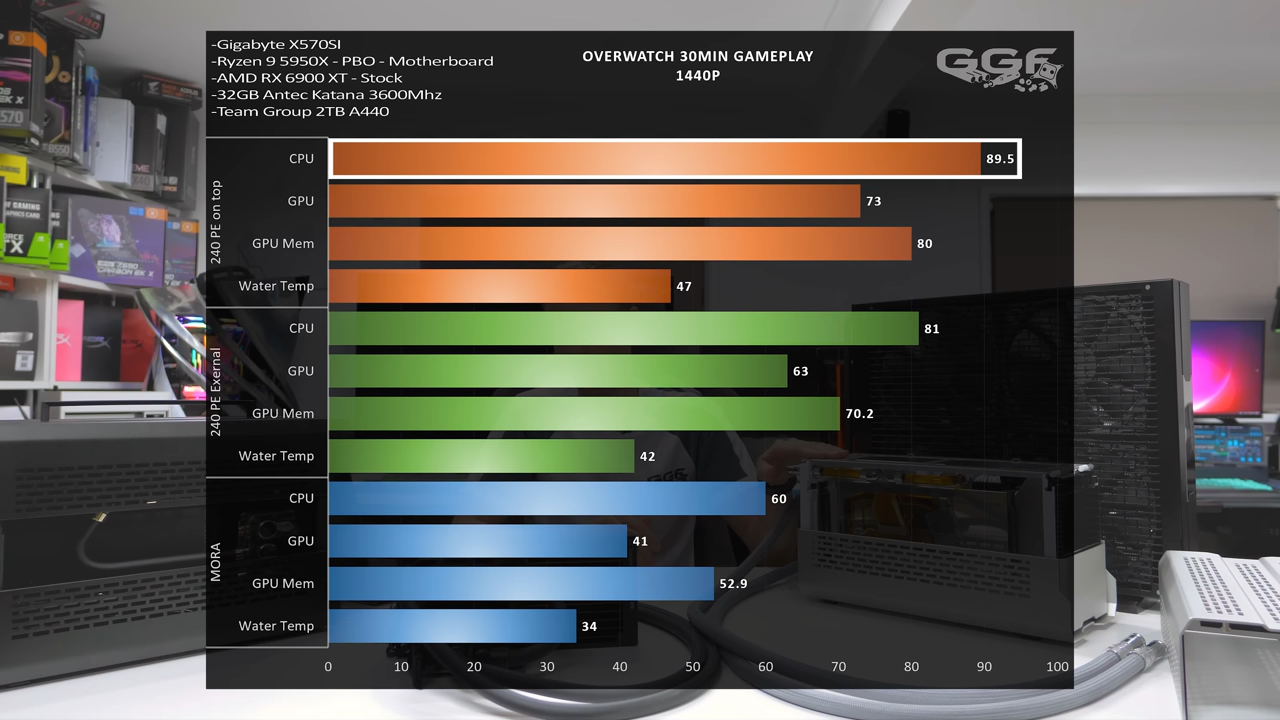 -Gigabyte X570SI
-Ryzen 9 5950X - PBO - Motherboard
-AMD RX 6900 XT - Stock
-32GB Antec Katana 3600Mhz
-Team Group 2TB A440
OVERWATCH 30MIN GAMEPLAY
1440P
GGF
240 PE on top
CPU 89.5
GPU 73
GPU Mem 80
Water Temp 47
240 PE Exernal
CPU 81
GPU 63
GPU Mem 70.2
Water Temp 42
MORA
CPU 60
GPU 41
GPU Mem 52.9
Water Temp 34
0 10 20 30 40 50 60 70 80 90 100